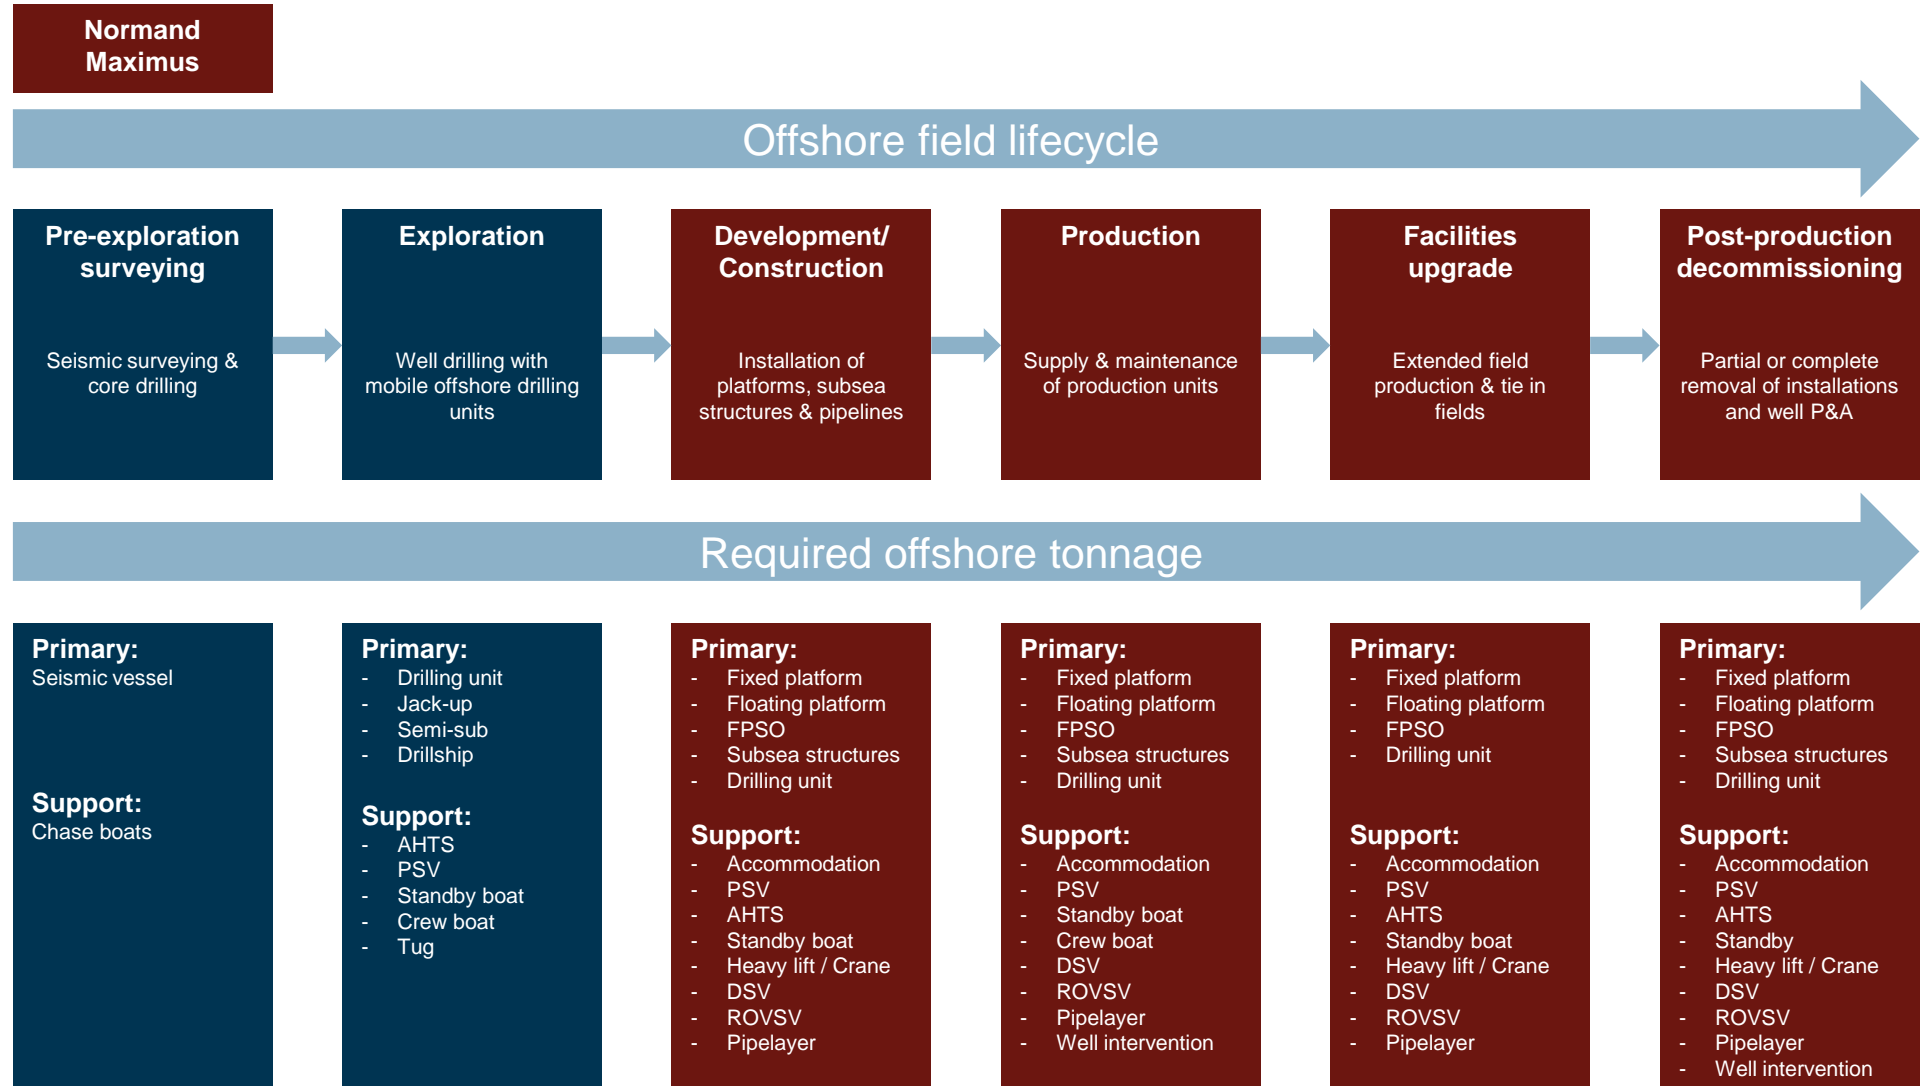 Normand
Maximus
Offshore field lifecycle
Pre-exploration
surveying
Seismic surveying &
core drilling
Exploration
Well drilling with
mobile offshore drilling
units
Development/
Construction
Installation of
platforms, subsea
structures & pipelines
Production
Supply & maintenance
of production units
Facilities
upgrade
Extended field
production & tie in
fields
Post-production
decommissioning
Partial or complete
removal of installations
and well P&A
Required offshore tonnage
Primary:
Seismic vessel
Support:
Chase boats
Primary:
- Drilling unit
- Jack-up
- Semi-sub
- Drillship
Support:
- AHTS
- PSV
- Standby boat
- Crew boat
- Tug
Primary:
- Fixed platform
- Floating platform
- FPSO
- Subsea structures
- Drilling unit
Support:
- Accommodation
- PSV
- AHTS
- Standby boat
- Heavy lift / Crane
- DSV
- ROVSV
- Pipelayer
Primary:
- Fixed platform
- Floating platform
- FPSO
- Subsea structures
- Drilling unit
Support:
- Accommodation
- PSV
- Standby boat
- Crew boat
- DSV
- ROVSV
- Pipelayer
- Well intervention
Primary:
- Fixed platform
- Floating platform
- FPSO
- Drilling unit
Support:
- Accommodation
- PSV
- AHTS
- Standby boat
- Heavy lift / Crane
- DSV
- ROVSV
- Pipelayer
Primary:
- Fixed platform
- Floating platform
- FPSO
- Subsea structures
- Drilling unit
Support:
- Accommodation
- PSV
- AHTS
- Standby
- Heavy lift / Crane
- DSV
- ROVSV
- Pipelayer
- Well intervention